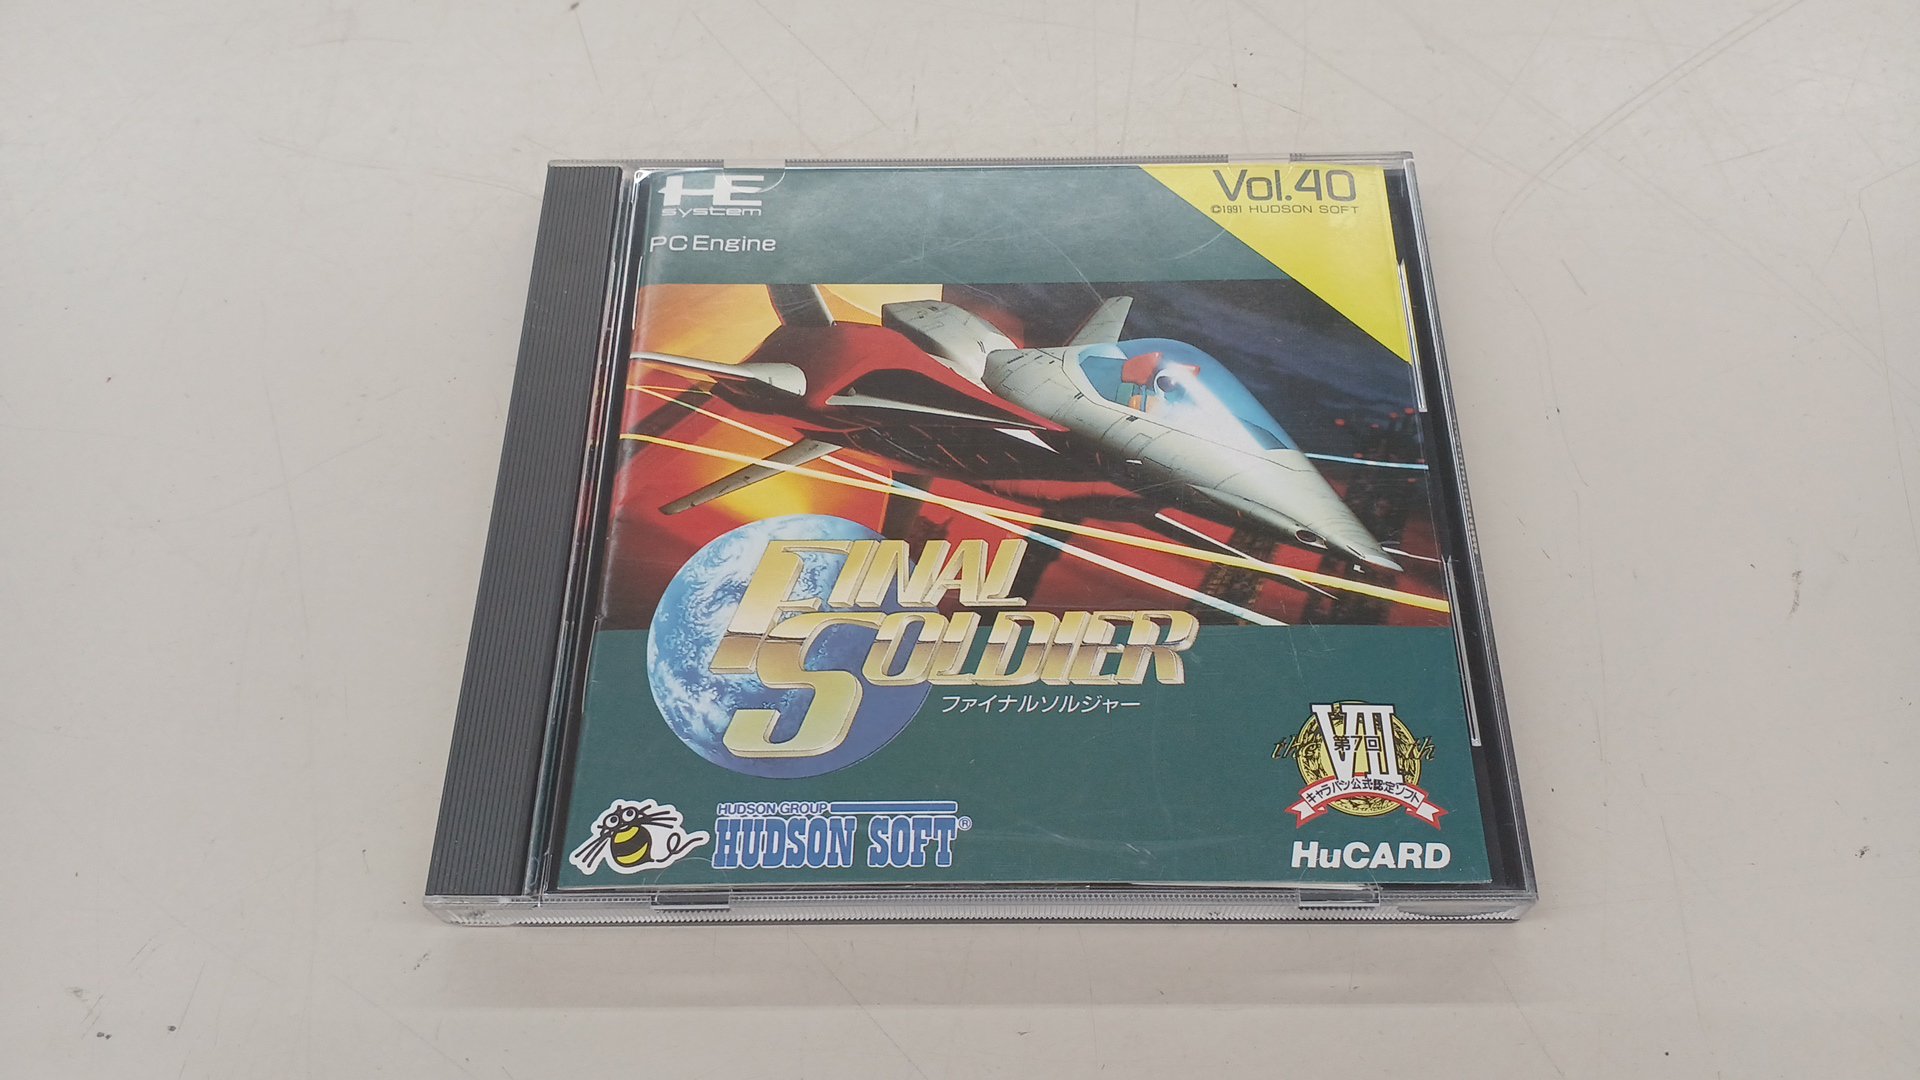 HE
system
PC Engine
Vol.40
©1991 HUDSON SOFT
FINAL
SOLDIER
ファイナルソルジャー
the VII th
第7回
キャラバン公式認定ソフト
HUDSON GROUP
HUDSON SOFT®
HuCARD